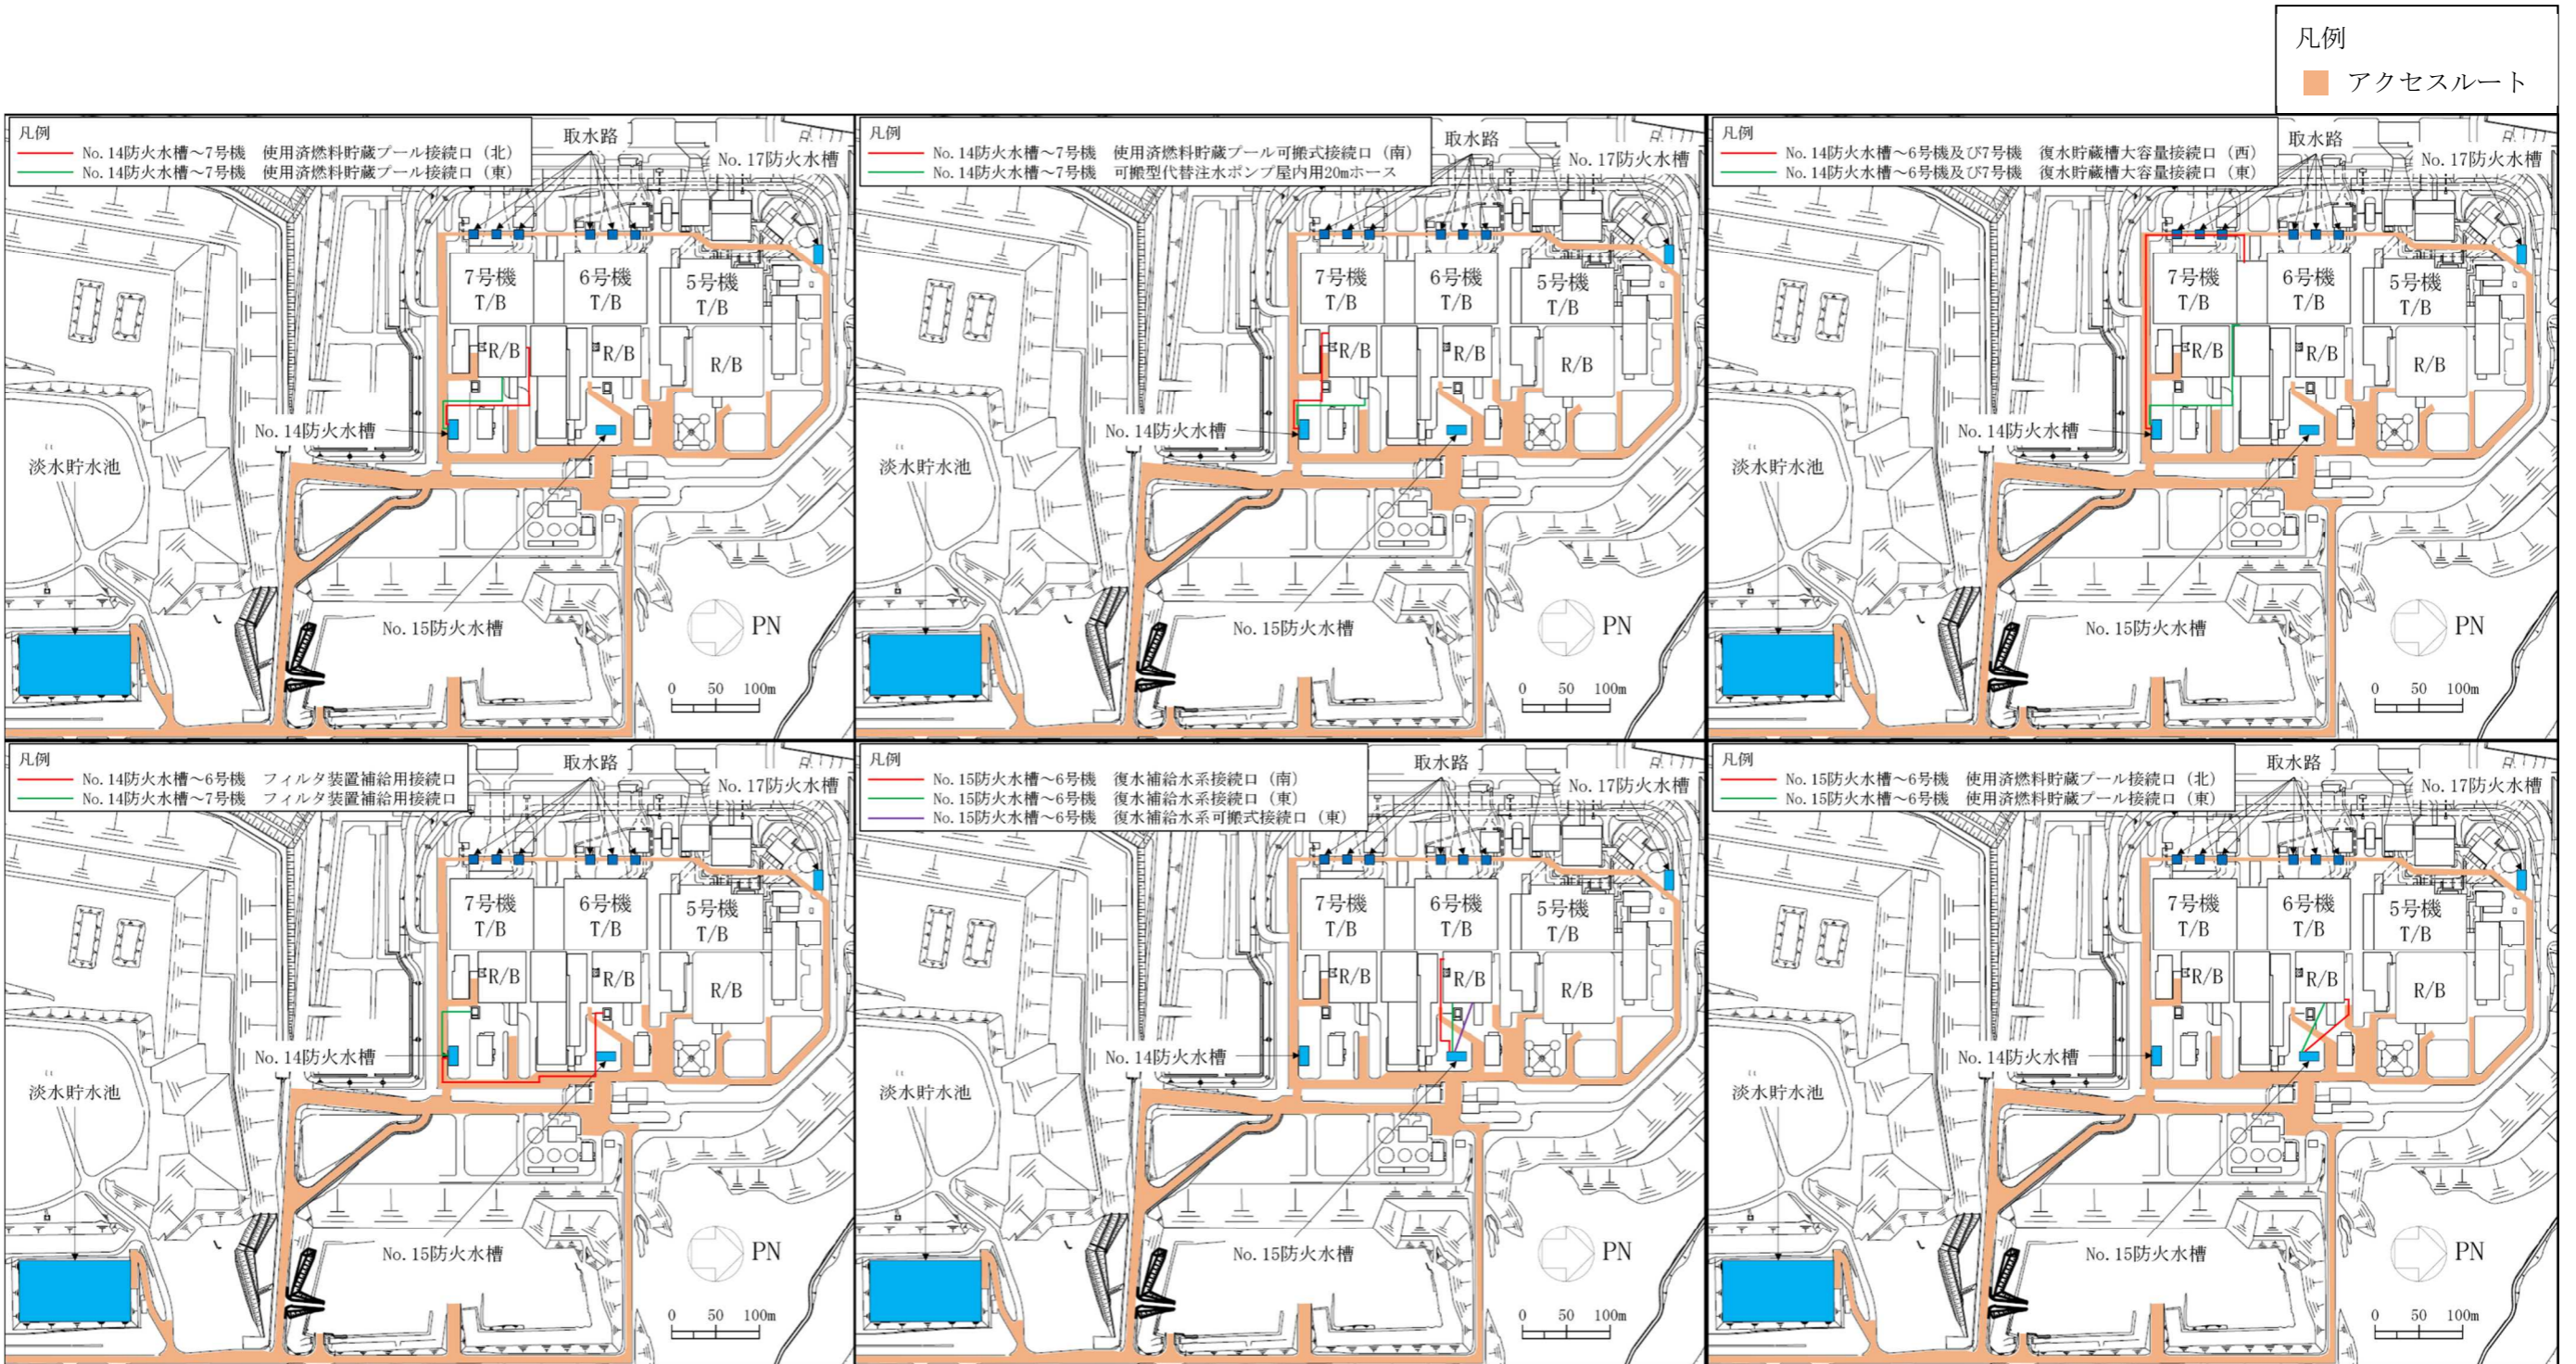 凡例
アクセスルート
凡例
No.14防火水槽～7号機 使用済燃料貯蔵プール接続口（北）
No.14防火水槽～7号機 使用済燃料貯蔵プール接続口（東）
取水路
No.17防火水槽
7号機
T/B
6号機
T/B
5号機
T/B
R/B
R/B
R/B
No.14防火水槽
淡水貯水池
No.15防火水槽
PN
0 50 100m
凡例
No.14防火水槽～7号機 使用済燃料貯蔵プール可搬式接続口（南）
No.14防火水槽～7号機 可搬型代替注水ポンプ屋内用20mホース
取水路
No.17防火水槽
7号機
T/B
6号機
T/B
5号機
T/B
R/B
R/B
R/B
No.14防火水槽
淡水貯水池
No.15防火水槽
PN
0 50 100m
凡例
No.14防火水槽～6号機及び7号機 復水貯蔵槽大容量接続口（西）
No.14防火水槽～6号機及び7号機 復水貯蔵槽大容量接続口（東）
取水路
No.17防火水槽
7号機
T/B
6号機
T/B
5号機
T/B
R/B
R/B
R/B
No.14防火水槽
淡水貯水池
No.15防火水槽
PN
0 50 100m
凡例
No.14防火水槽～6号機 フィルタ装置補給用接続口
No.14防火水槽～7号機 フィルタ装置補給用接続口
取水路
No.17防火水槽
7号機
T/B
6号機
T/B
5号機
T/B
R/B
R/B
R/B
No.14防火水槽
淡水貯水池
No.15防火水槽
PN
0 50 100m
凡例
No.15防火水槽～6号機 復水補給水系接続口（南）
No.15防火水槽～6号機 復水補給水系接続口（東）
No.15防火水槽～6号機 復水補給水系可搬式接続口（東）
取水路
No.17防火水槽
7号機
T/B
6号機
T/B
5号機
T/B
R/B
R/B
R/B
No.14防火水槽
淡水貯水池
No.15防火水槽
PN
0 50 100m
凡例
No.15防火水槽～6号機 使用済燃料貯蔵プール接続口（北）
No.15防火水槽～6号機 使用済燃料貯蔵プール接続口（東）
取水路
No.17防火水槽
7号機
T/B
6号機
T/B
5号機
T/B
R/B
R/B
R/B
No.14防火水槽
淡水貯水池
No.15防火水槽
PN
0 50 100m